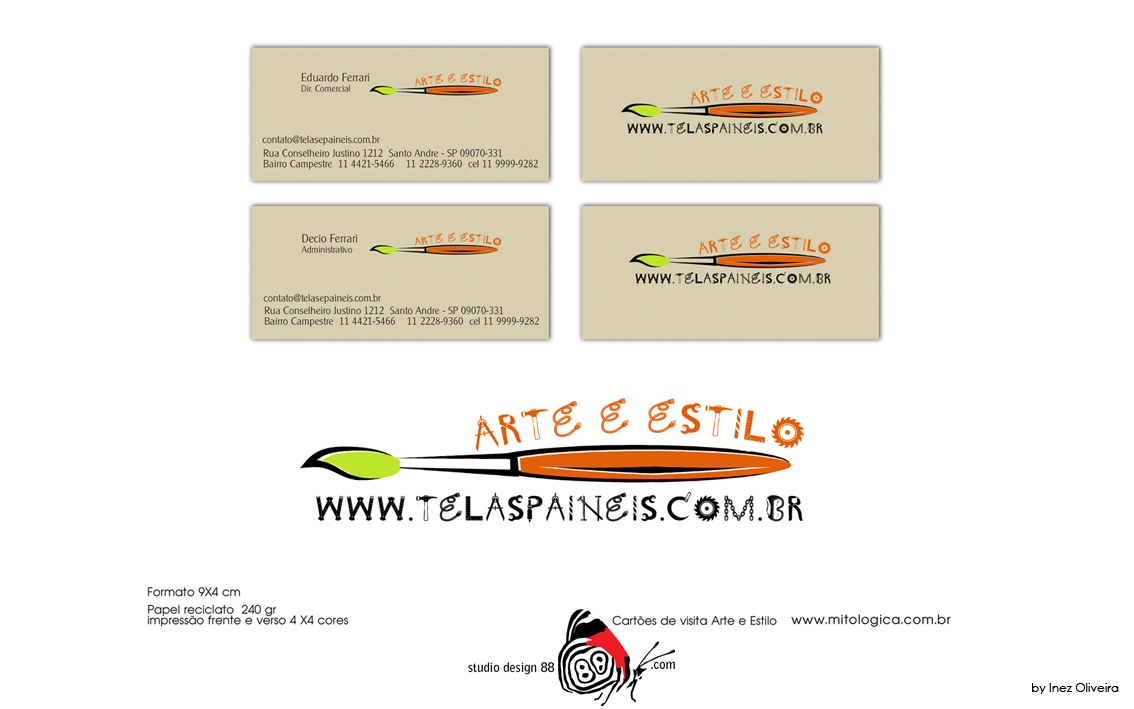 Eduardo Ferrari
Dir. Comercial
ARTE E ESTILO
contato@telasepaineis.com.br
Rua Conselheiro Justino 1212 Santo Andre - SP 09070-331
Bairro Campestre 11 4421-5466 11 2228-9360 cel 11 9999-9282
ARTE E ESTILO
WWW.TELASPAINEIS.COM.BR
Decio Ferrari
Administrativo
ARTE E ESTILO
contato@telasepaineis.com.br
Rua Conselheiro Justino 1212 Santo Andre - SP 09070-331
Bairro Campestre 11 4421-5466 11 2228-9360 cel 11 9999-9282
ARTE E ESTILO
WWW.TELASPAINEIS.COM.BR
ARTE E ESTILO
WWW.TELASPAINEIS.COM.BR
Formato 9X4 cm
Papel reciclato 240 gr
impressão frente e verso 4 X4 cores
Cartões de visita Arte e Estilo www.mitologica.com.br
studio design 88 88 .com
by Inez Oliveira